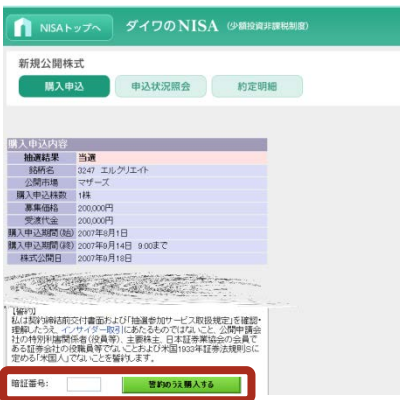 NISAトップへ ダイワのNISA (少額投資非課税制度)
新規公開株式
購入申込 申込状況照会 約定明細
購入申込内容
抽選結果 当選
銘柄名 3247 エルクリエイト
公開市場 マザーズ
購入申込株数 1株
募集価格 200,000円
受渡代金 200,000円
購入申込期間(始) 2007年8月1日
購入申込期間(終) 2007年9月14日 9:00まで
株式公開日 2007年9月18日
【誓約】
私は契約締結前交付書面および「抽選参加サービス取扱規定」を確認・
理解したうえ、インサイダー取引にあたるものではないこと、公開申請会
社の特別利害関係者(役員等)、主要株主、日本証券業協会の会員で
ある証券会社の役職員等でないことおよび米国1933年証券法規則Sに
定める「米国人」でないことを誓約します。
暗証番号: 誓約のうえ購入する